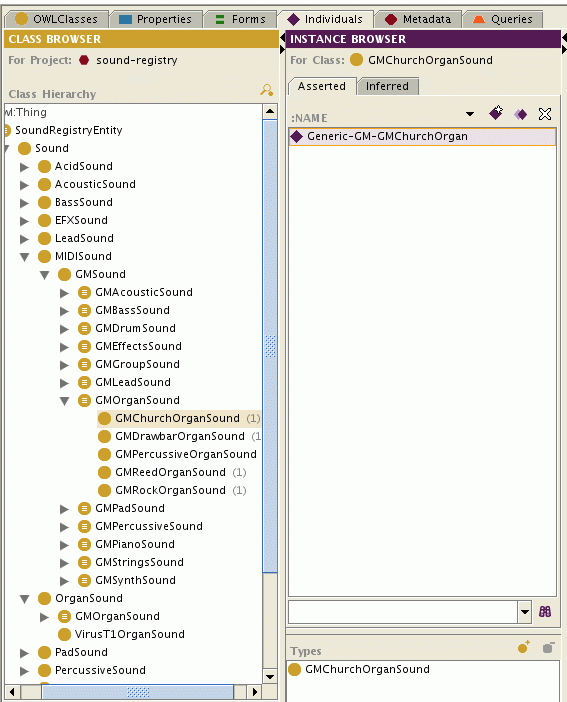 OWLClasses Properties Forms Individuals Metadata Queries
CLASS BROWSER
For Project: sound-registry
Class Hierarchy
wl:Thing
SoundRegistryEntity
Sound
AcidSound
AcousticSound
BassSound
EFXSound
LeadSound
MIDISound
GMSound
GMAcousticSound
GMBassSound
GMDrumSound
GMEffectsSound
GMGroupSound
GMLeadSound
GMOrganSound
GMChurchOrganSound (1)
GMDrawbarOrganSound (1
GMPercussiveOrganSound
GMReedOrganSound (1)
GMRockOrganSound (1)
GMPadSound
GMPercussiveSound
GMPianoSound
GMStringsSound
GMSynthSound
OrganSound
GMOrganSound
VirusT1OrganSound
PadSound
PercussiveSound
INSTANCE BROWSER
For Class: GMChurchOrganSound
Asserted Inferred
:NAME
Generic-GM-GMChurchOrgan
Types
GMChurchOrganSound